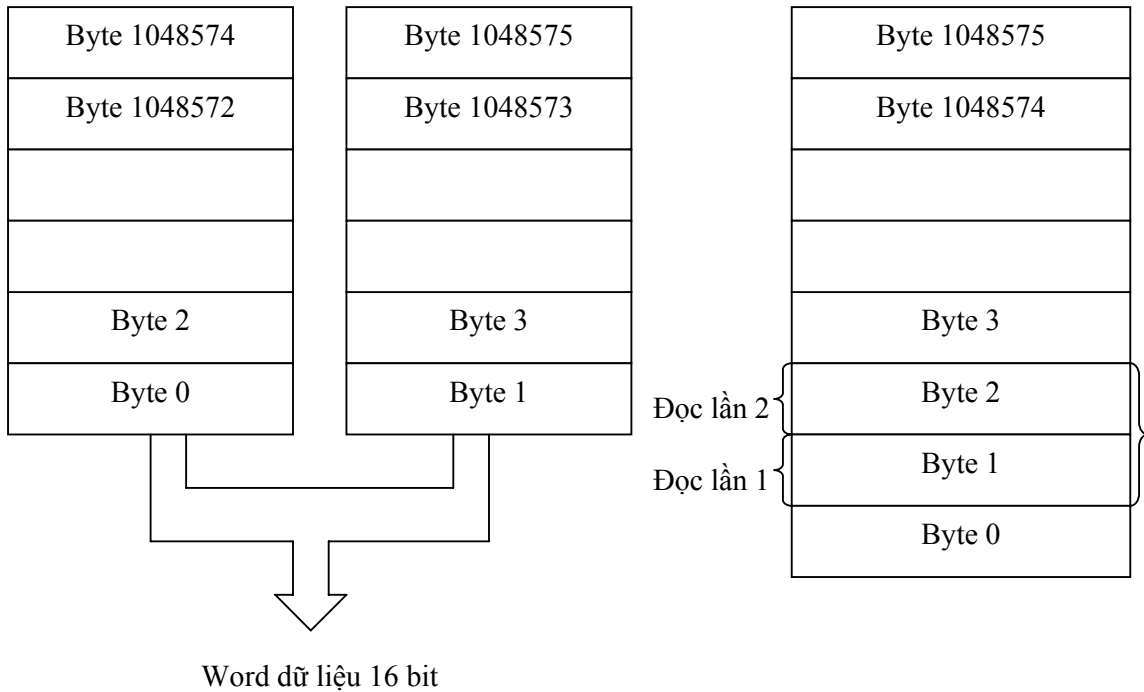 Byte 1048574
Byte 1048572
Byte 2
Byte 0
Byte 1048575
Byte 1048573
Byte 3
Byte 1
Word dữ liệu 16 bit
Byte 1048575
Byte 1048574
Byte 3
Byte 2
Byte 1
Byte 0
Đọc lần 2
Đọc lần 1